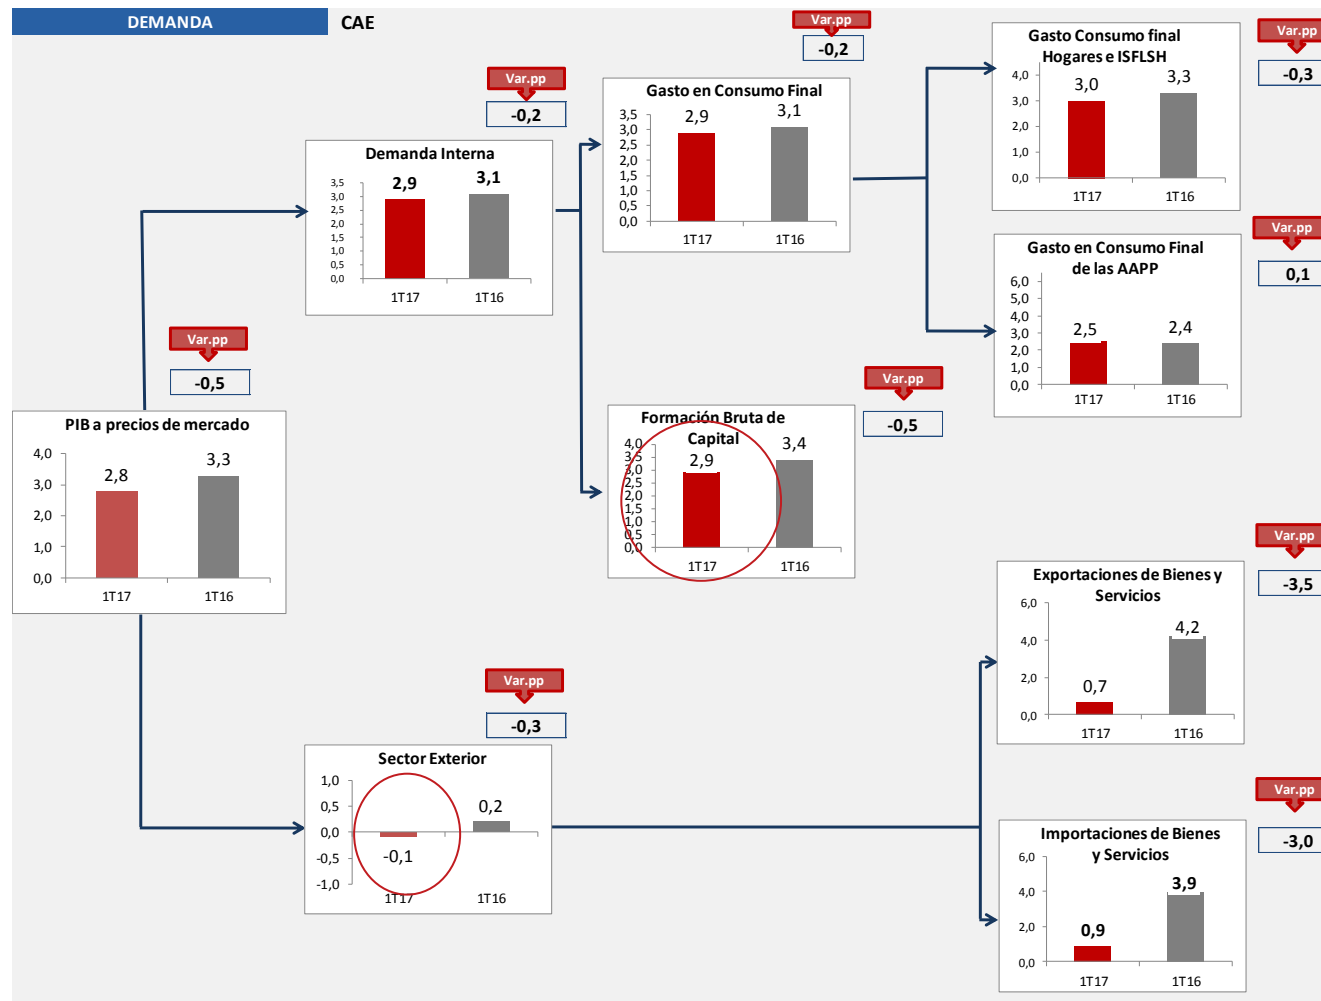 DEMANDA
CAE
Var.pp
-0,2
Gasto Consumo final
Hogares e ISFLSH
4,0
3,0
2,0
1,0
0,0
3,0
3,3
1T17
1T16
Var.pp
-0,3
Var.pp
-0,2
Gasto en Consumo Final
3,5
3,0
2,5
2,0
1,5
1,0
0,5
0,0
2,9
3,1
1T17
1T16
Demanda Interna
3,5
3,0
2,5
2,0
1,5
1,0
0,5
0,0
2,9
3,1
1T17
1T16
Gasto en Consumo Final
de las AAPP
6,0
5,0
4,0
3,0
2,0
1,0
0,0
2,5
2,4
1T17
1T16
Var.pp
0,1
Var.pp
-0,5
PIB a precios de mercado
4,0
3,0
2,0
1,0
0,0
2,8
3,3
1T17
1T16
Var.pp
-0,5
Formación Bruta de
Capital
4,0
3,5
3,0
2,5
2,0
1,5
1,0
0,5
0,0
2,9
3,4
1T17
1T16
Var.pp
-3,5
Exportaciones de Bienes y
Servicios
6,0
4,0
2,0
0,0
0,7
4,2
1T17
1T16
Var.pp
-0,3
Sector Exterior
1,0
0,5
0,0
-0,5
-1,0
-0,1
0,2
1T17
1T16
Var.pp
-3,0
Importaciones de Bienes
y Servicios
6,0
4,0
2,0
0,0
0,9
3,9
1T17
1T16